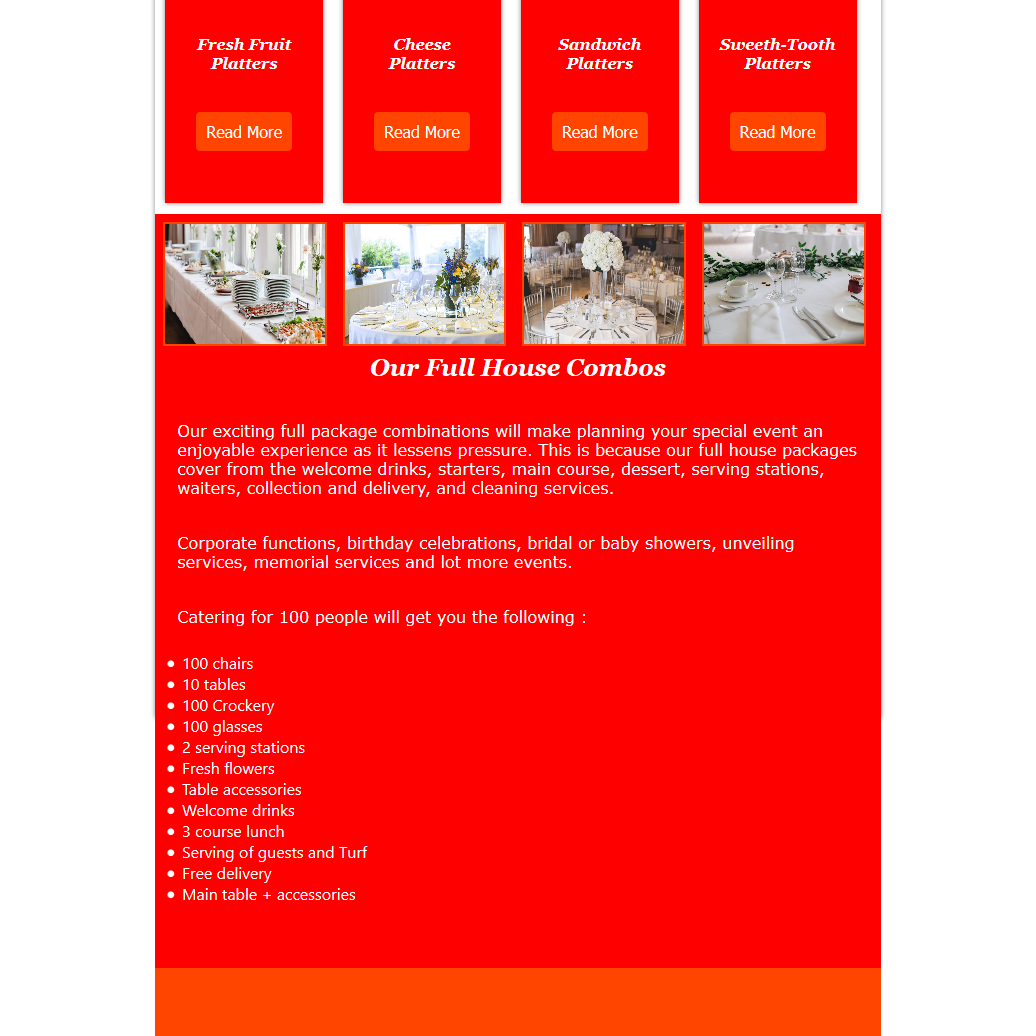 Fresh Fruit
Platters
Cheese
Platters
Sandwich
Platters
Sweeth-Tooth
Platters
Read More
Read More
Read More
Read More
Our Full House Combos
Our exciting full package combinations will make planning your special event an
enjoyable experience as it lessens pressure. This is because our full house packages
cover from the welcome drinks, starters, main course, dessert, serving stations,
waiters, collection and delivery, and cleaning services.
Corporate functions, birthday celebrations, bridal or baby showers, unveiling
services, memorial services and lot more events.
Catering for 100 people will get you the following :
100 chairs
10 tables
100 Crockery
100 glasses
2 serving stations
Fresh flowers
Table accessories
Welcome drinks
3 course lunch
Serving of guests and Turf
Free delivery
Main table + accessories